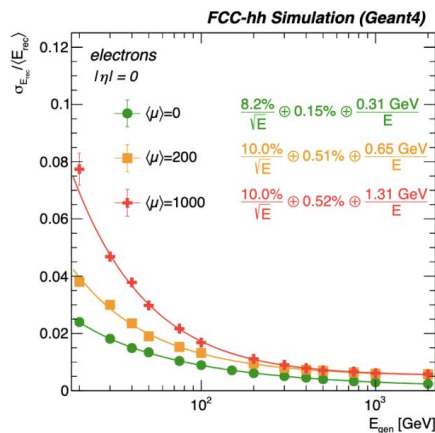 FCC-hh Simulation (Geant4)
σ_{E_rec}/⟨E_rec⟩
0.12
0.1
0.08
0.06
0.04
0.02
0
electrons
|η| = 0
⟨μ⟩=0
8.2%/√E ⊕ 0.15% ⊕ 0.31 GeV/E
⟨μ⟩=200
10.0%/√E ⊕ 0.51% ⊕ 0.65 GeV/E
⟨μ⟩=1000
10.0%/√E ⊕ 0.52% ⊕ 1.31 GeV/E
10² 10³
E_gen [GeV]